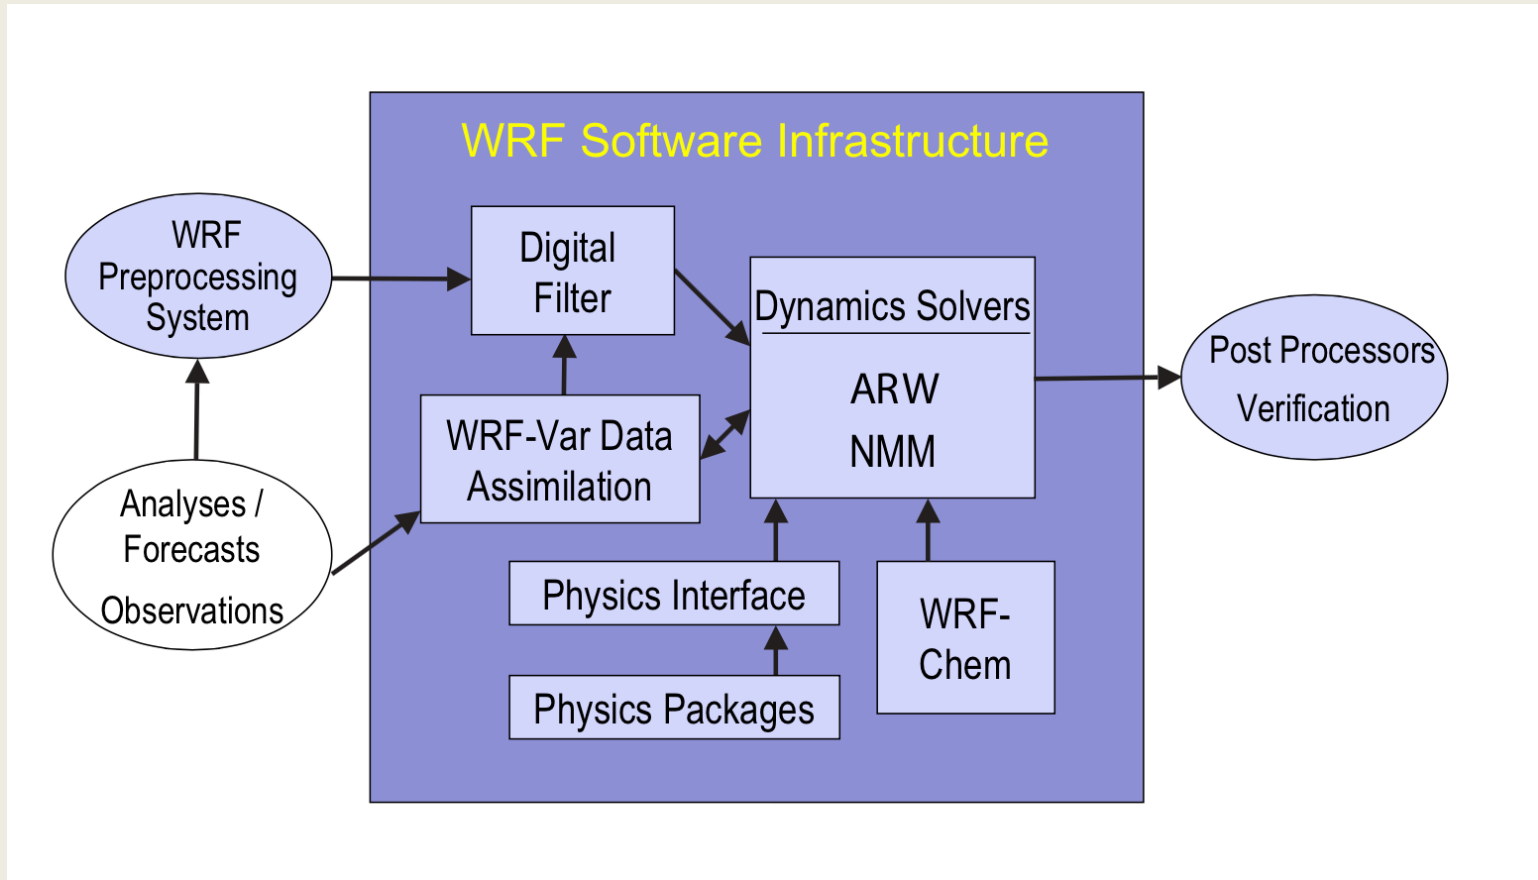 WRF Software Infrastructure
WRF
Preprocessing
System
Digital
Filter
Dynamics Solvers
ARW
NMM
Post Processors
Verification
WRF-Var Data
Assimilation
Analyses /
Forecasts
Observations
Physics Interface
WRF-
Chem
Physics Packages